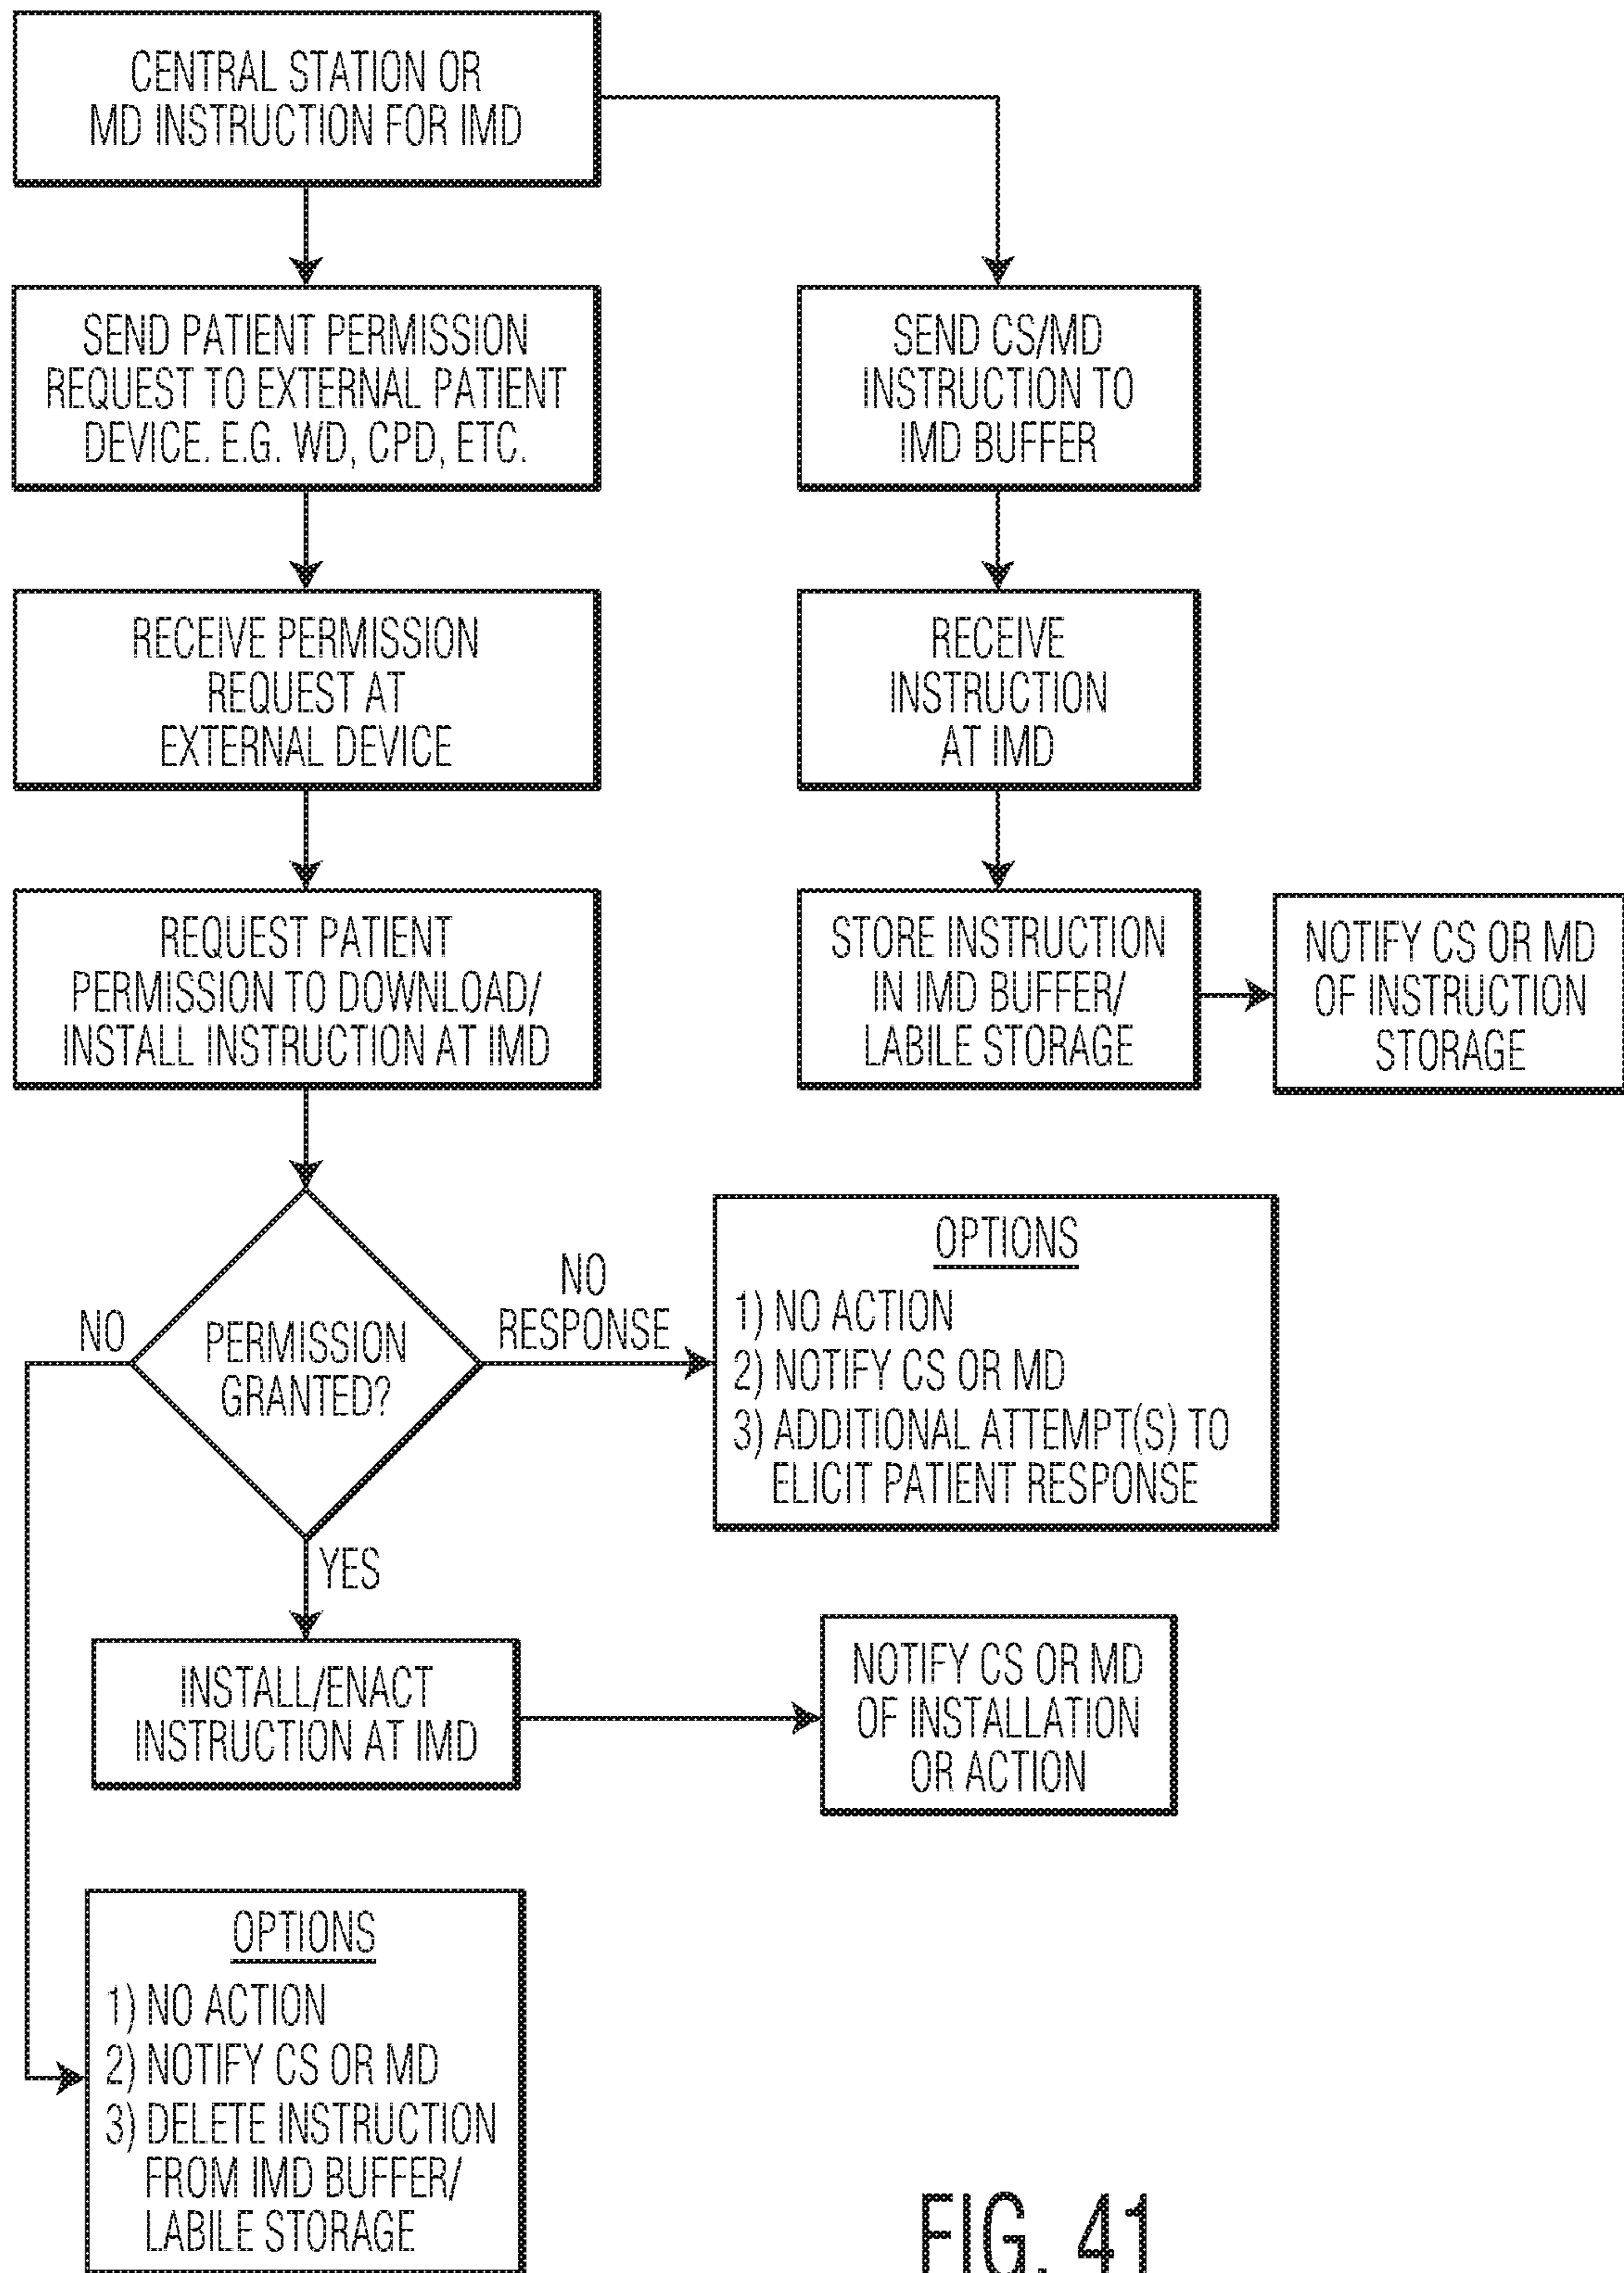 CENTRAL STATION OR
MD INSTRUCTION FOR IMD
SEND PATIENT PERMISSION
REQUEST TO EXTERNAL PATIENT
DEVICE. E.G. WD, CPD, ETC.
SEND CS/MD
INSTRUCTION TO
IMD BUFFER
RECEIVE PERMISSION
REQUEST AT
EXTERNAL DEVICE
RECEIVE
INSTRUCTION
AT IMD
REQUEST PATIENT
PERMISSION TO DOWNLOAD/
INSTALL INSTRUCTION AT IMD
STORE INSTRUCTION
IN IMD BUFFER/
LABILE STORAGE
NOTIFY CS OR MD
OF INSTRUCTION
STORAGE
PERMISSION
GRANTED?
NO
NO
RESPONSE
OPTIONS
1) NO ACTION
2) NOTIFY CS OR MD
3) ADDITIONAL ATTEMPT(S) TO
ELICIT PATIENT RESPONSE
YES
INSTALL/ENACT
INSTRUCTION AT IMD
NOTIFY CS OR MD
OF INSTALLATION
OR ACTION
OPTIONS
1) NO ACTION
2) NOTIFY CS OR MD
3) DELETE INSTRUCTION
FROM IMD BUFFER/
LABILE STORAGE
FIG. 41